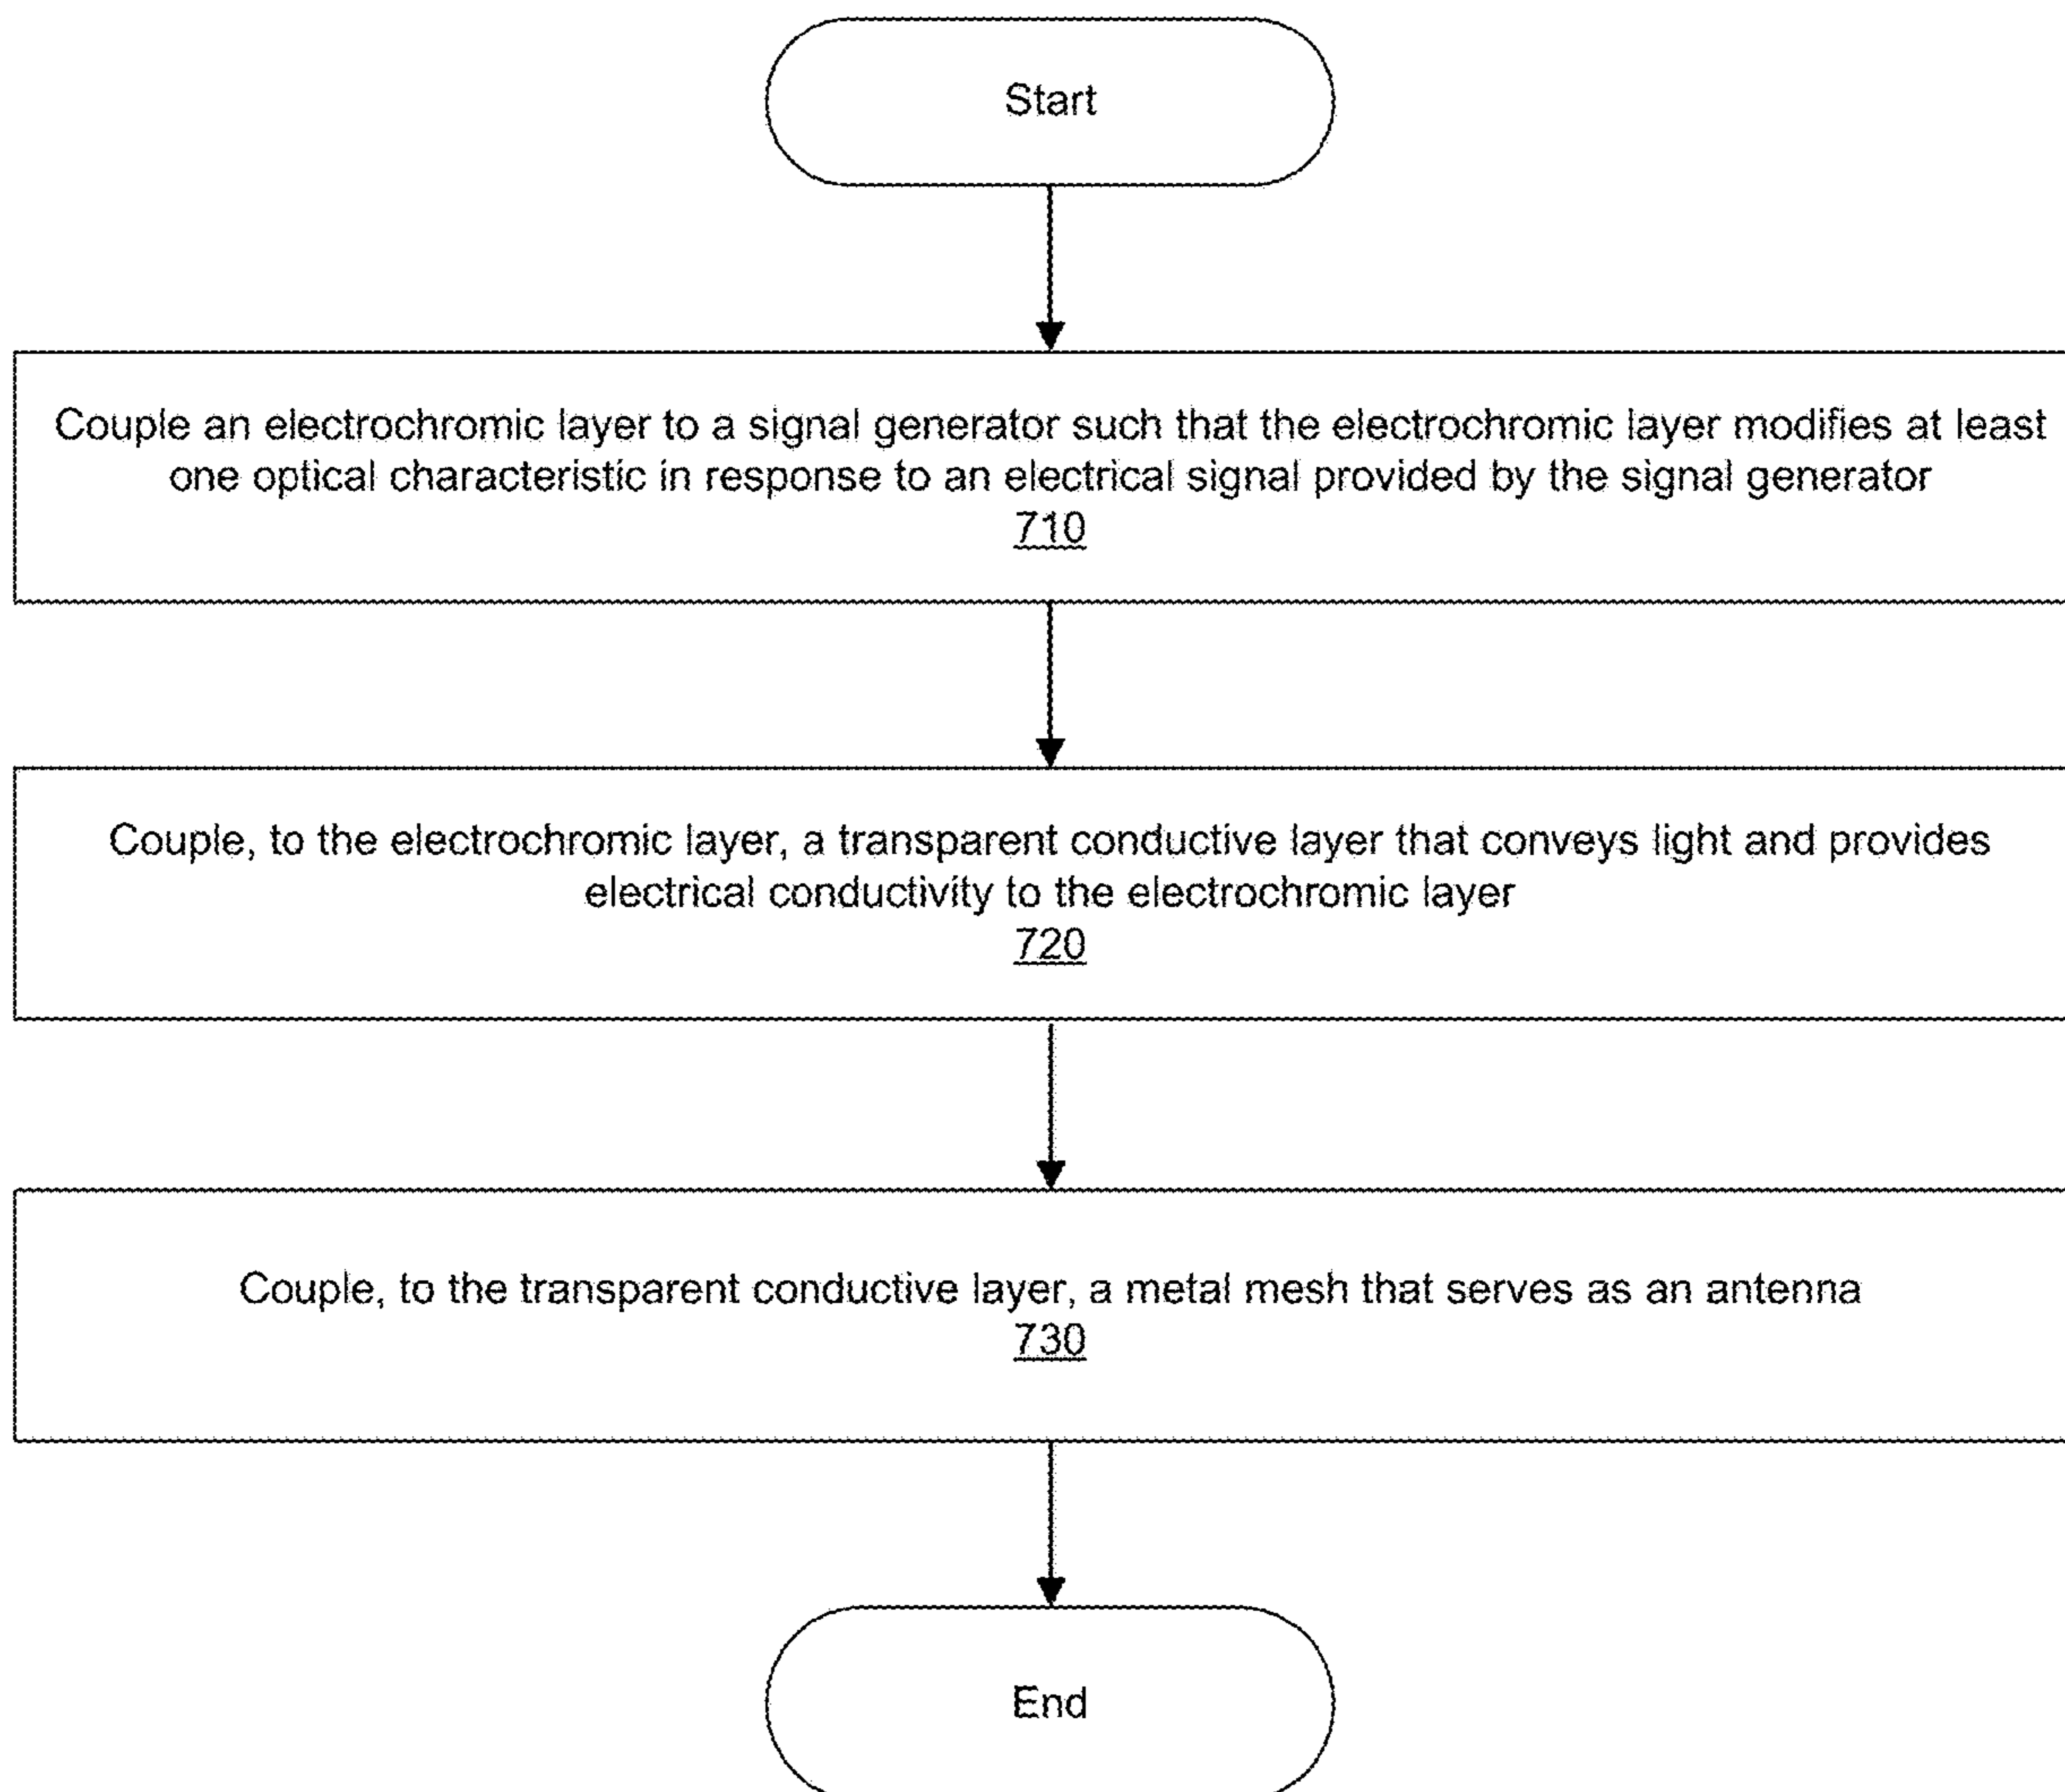 Start
Couple an electrochromic layer to a signal generator such that the electrochromic layer modifies at least
one optical characteristic in response to an electrical signal provided by the signal generator
710
Couple, to the electrochromic layer, a transparent conductive layer that conveys light and provides
electrical conductivity to the electrochromic layer
720
Couple, to the transparent conductive layer, a metal mesh that serves as an antenna
730
End